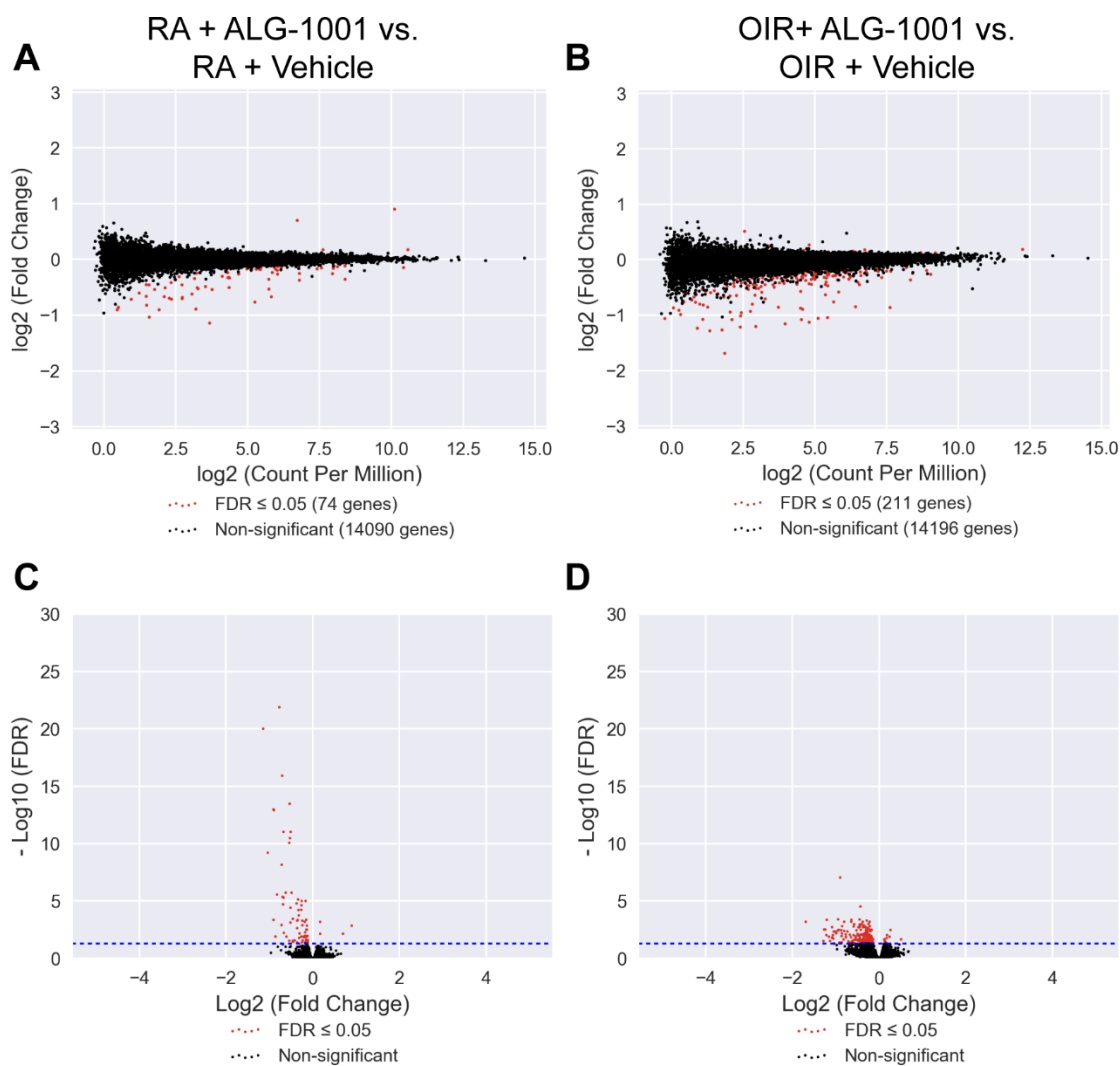 A
RA + ALG-1001 vs.
RA + Vehicle
3
2
1
0
−1
−2
−3
log2 (Fold Change)
0.0 2.5 5.0 7.5 10.0 12.5 15.0
log2 (Count Per Million)
FDR ≤ 0.05 (74 genes)
Non-significant (14090 genes)
B
OIR+ ALG-1001 vs.
OIR + Vehicle
3
2
1
0
−1
−2
−3
log2 (Fold Change)
0.0 2.5 5.0 7.5 10.0 12.5 15.0
log2 (Count Per Million)
FDR ≤ 0.05 (211 genes)
Non-significant (14196 genes)
C
30
25
20
15
10
5
0
- Log10 (FDR)
−4 −2 0 2 4
Log2 (Fold Change)
FDR ≤ 0.05
Non-significant
D
30
25
20
15
10
5
0
- Log10 (FDR)
−4 −2 0 2 4
Log2 (Fold Change)
FDR ≤ 0.05
Non-significant